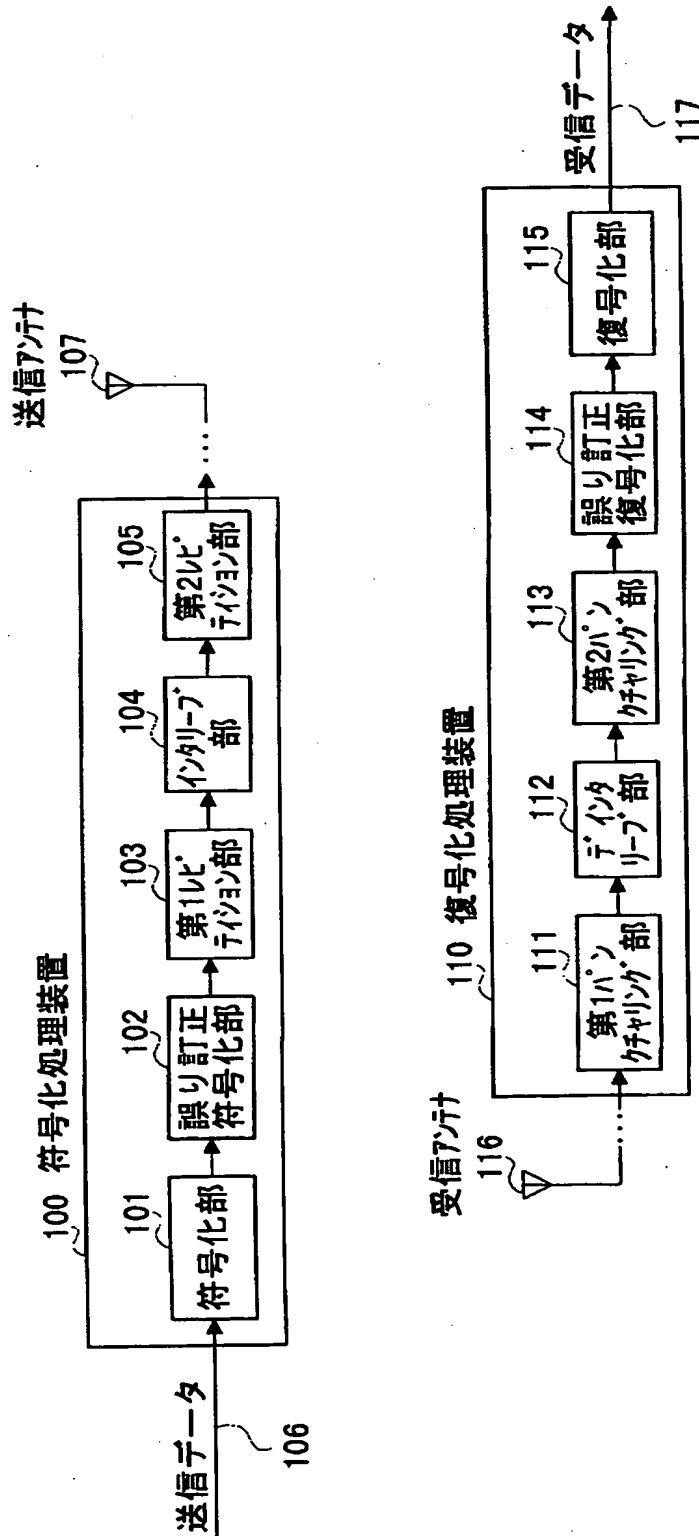 100 符号化処理装置
送信データ
106
101
符号化部
102
誤り訂正
符号化部
103
第1レピ
ティション部
104
インタリーブ
部
105
第2レピ
ティション部
...
送信アンテナ
107
110 復号化処理装置
受信アンテナ
116
....
111
第1パン
クチャリング部
112
デインタ
リーブ部
113
第2パン
クチャリング部
114
誤り訂正
復号化部
115
復号化部
受信データ
117